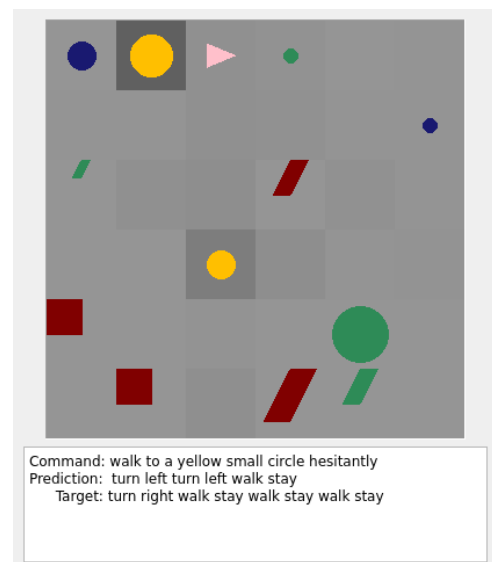 Command: walk to a yellow small circle hesitantly
Prediction: turn left turn left walk stay
Target: turn right walk stay walk stay walk stay